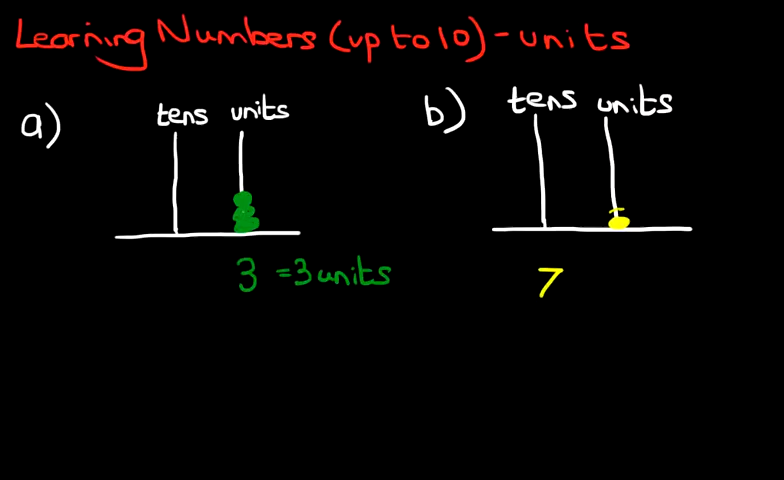 Learning Numbers (up to 10) - units
a) tens units
3 = 3 units
b) tens units
7